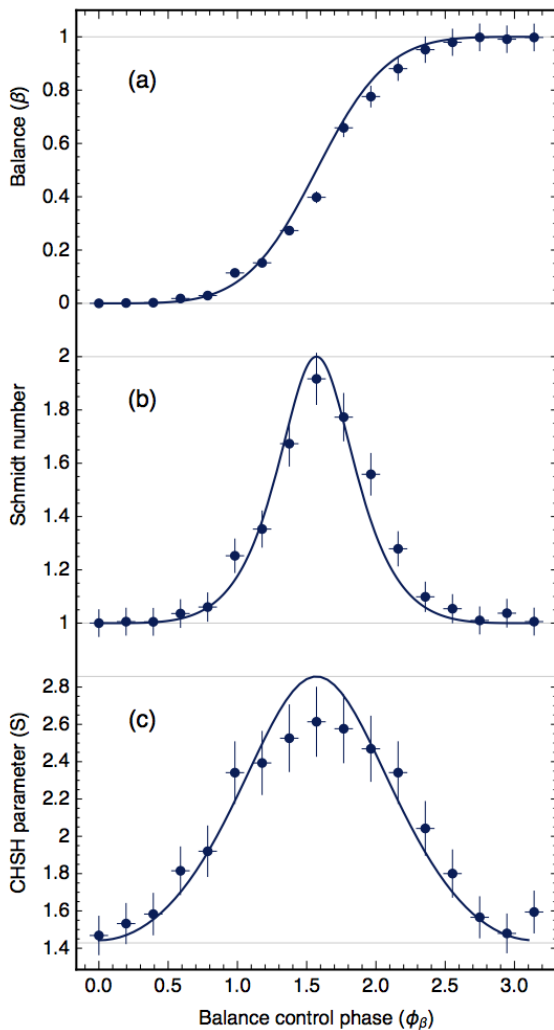 1
0.8
0.6
0.4
0.2
0
(a)
Balance (β)
2
1.8
1.6
1.4
1.2
1
(b)
Schmidt number
2.8
2.6
2.4
2.2
2
1.8
1.6
1.4
(c)
CHSH parameter (S)
0.0 0.5 1.0 1.5 2.0 2.5 3.0
Balance control phase (ϕβ)